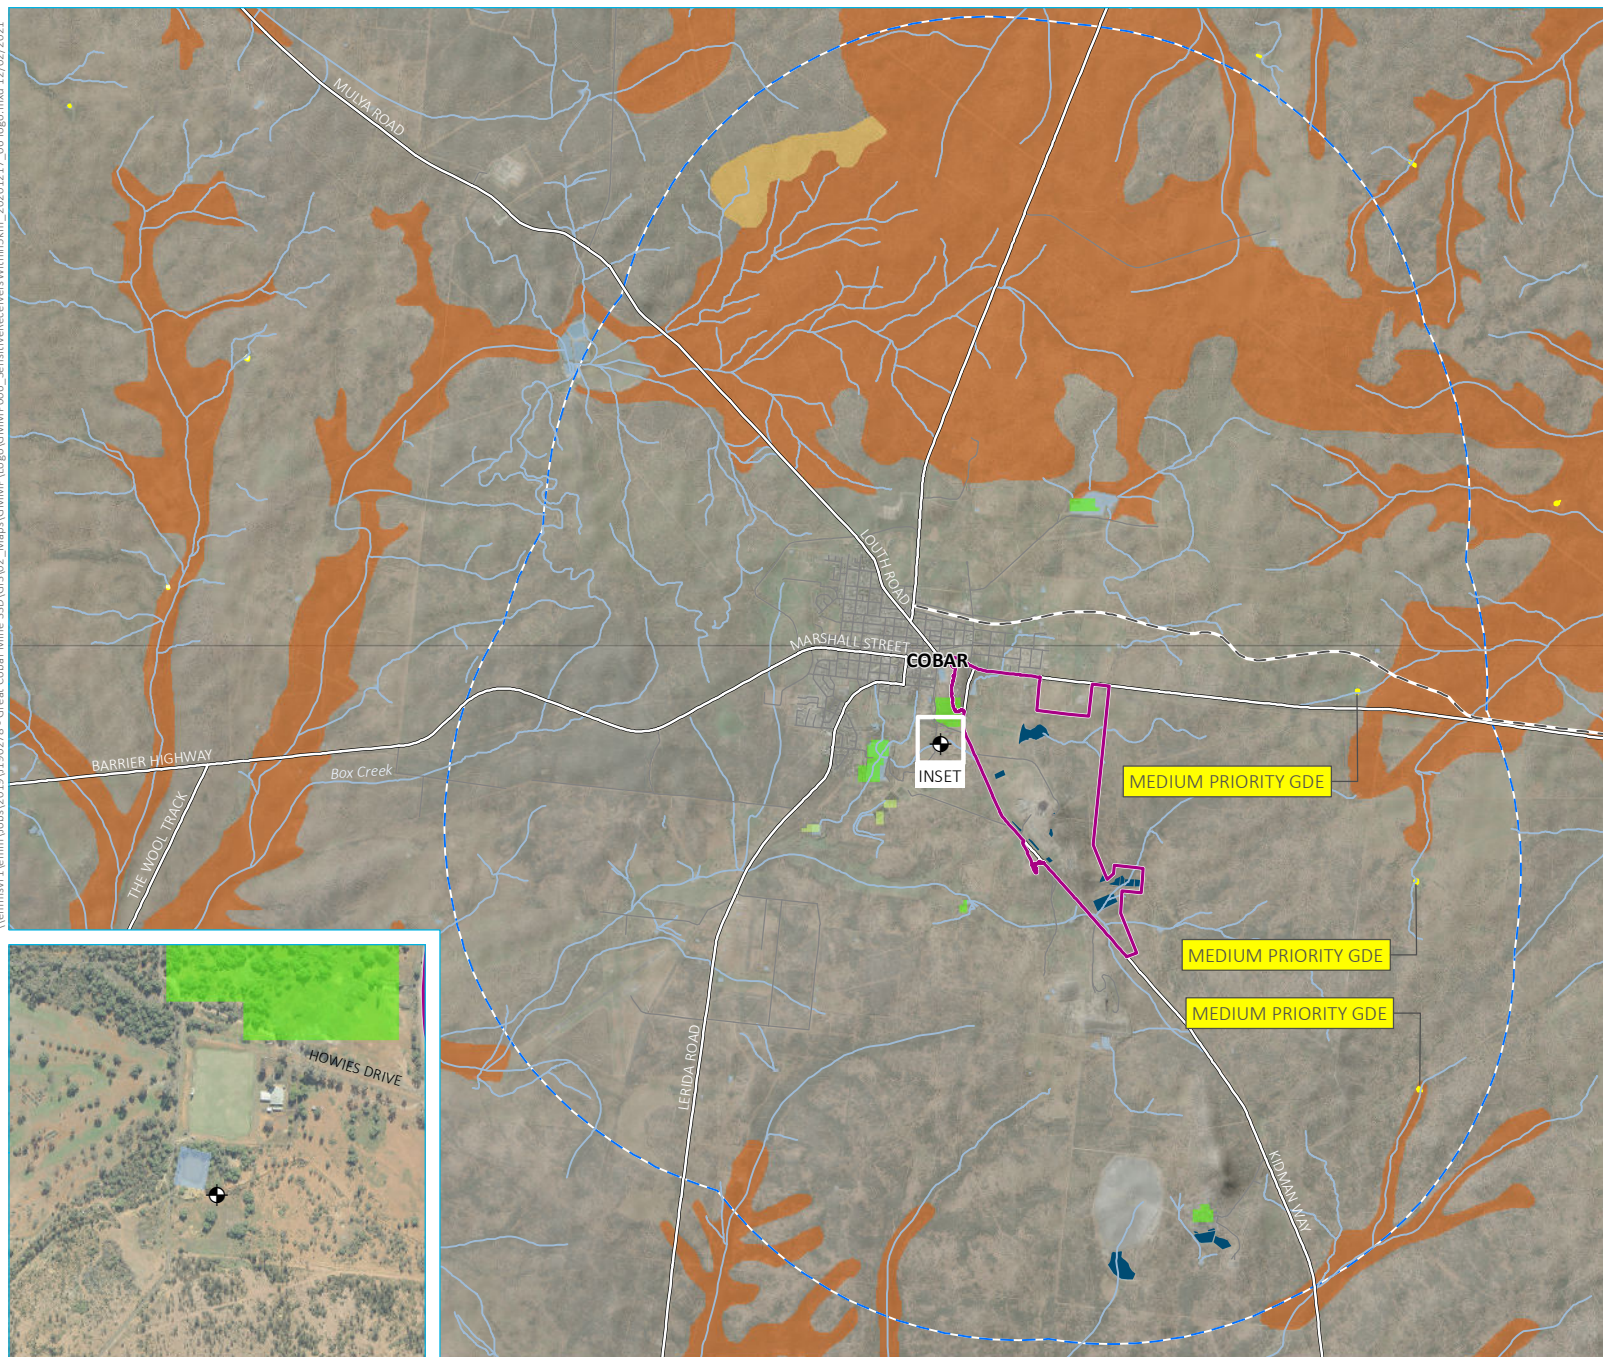 MULYA ROAD
LOUTH ROAD
MARSHALL STREET
COBAR
BARRIER HIGHWAY
Box Creek
INSET
MEDIUM PRIORITY GDE
THE WOOL TRACK
MEDIUM PRIORITY GDE
MEDIUM PRIORITY GDE
HOWIES DRIVE
LERIDA ROAD
KIDMAN WAY